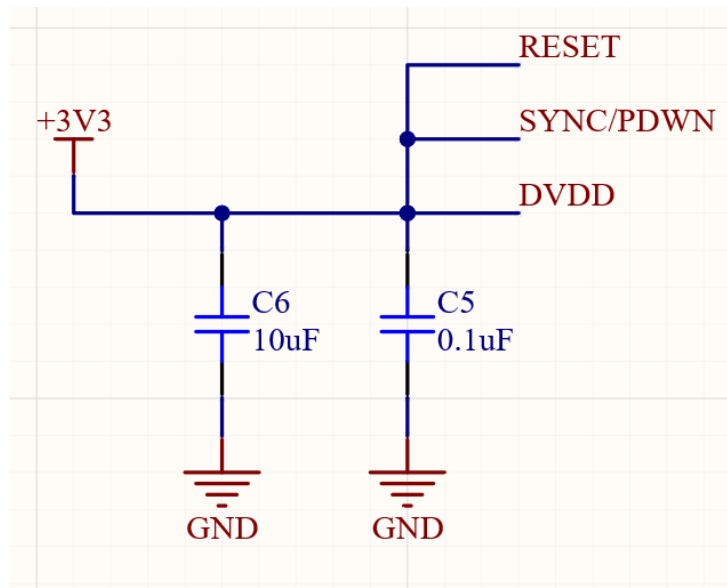 RESET
+3V3
SYNC/PDWN
DVDD
C6
10uF
C5
0.1uF
GND
GND